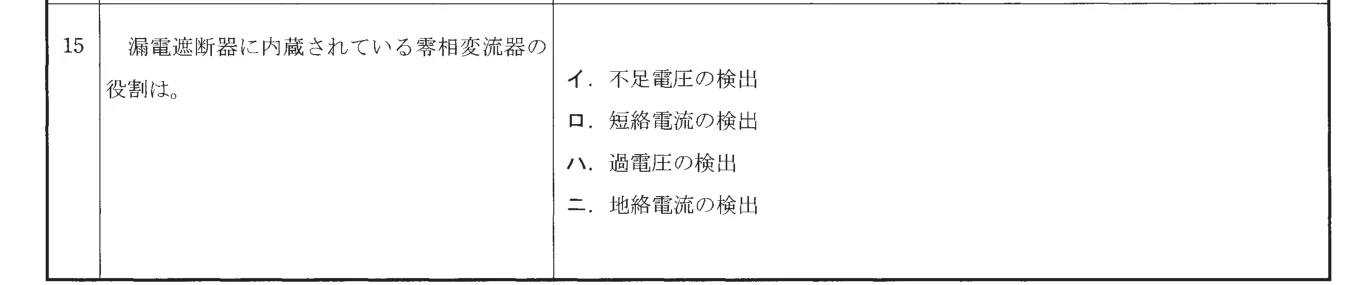 15
漏電遮断器に内蔵されている零相変流器の
役割は。
イ. 不足電圧の検出
ロ. 短絡電流の検出
ハ. 過電圧の検出
ニ. 地絡電流の検出